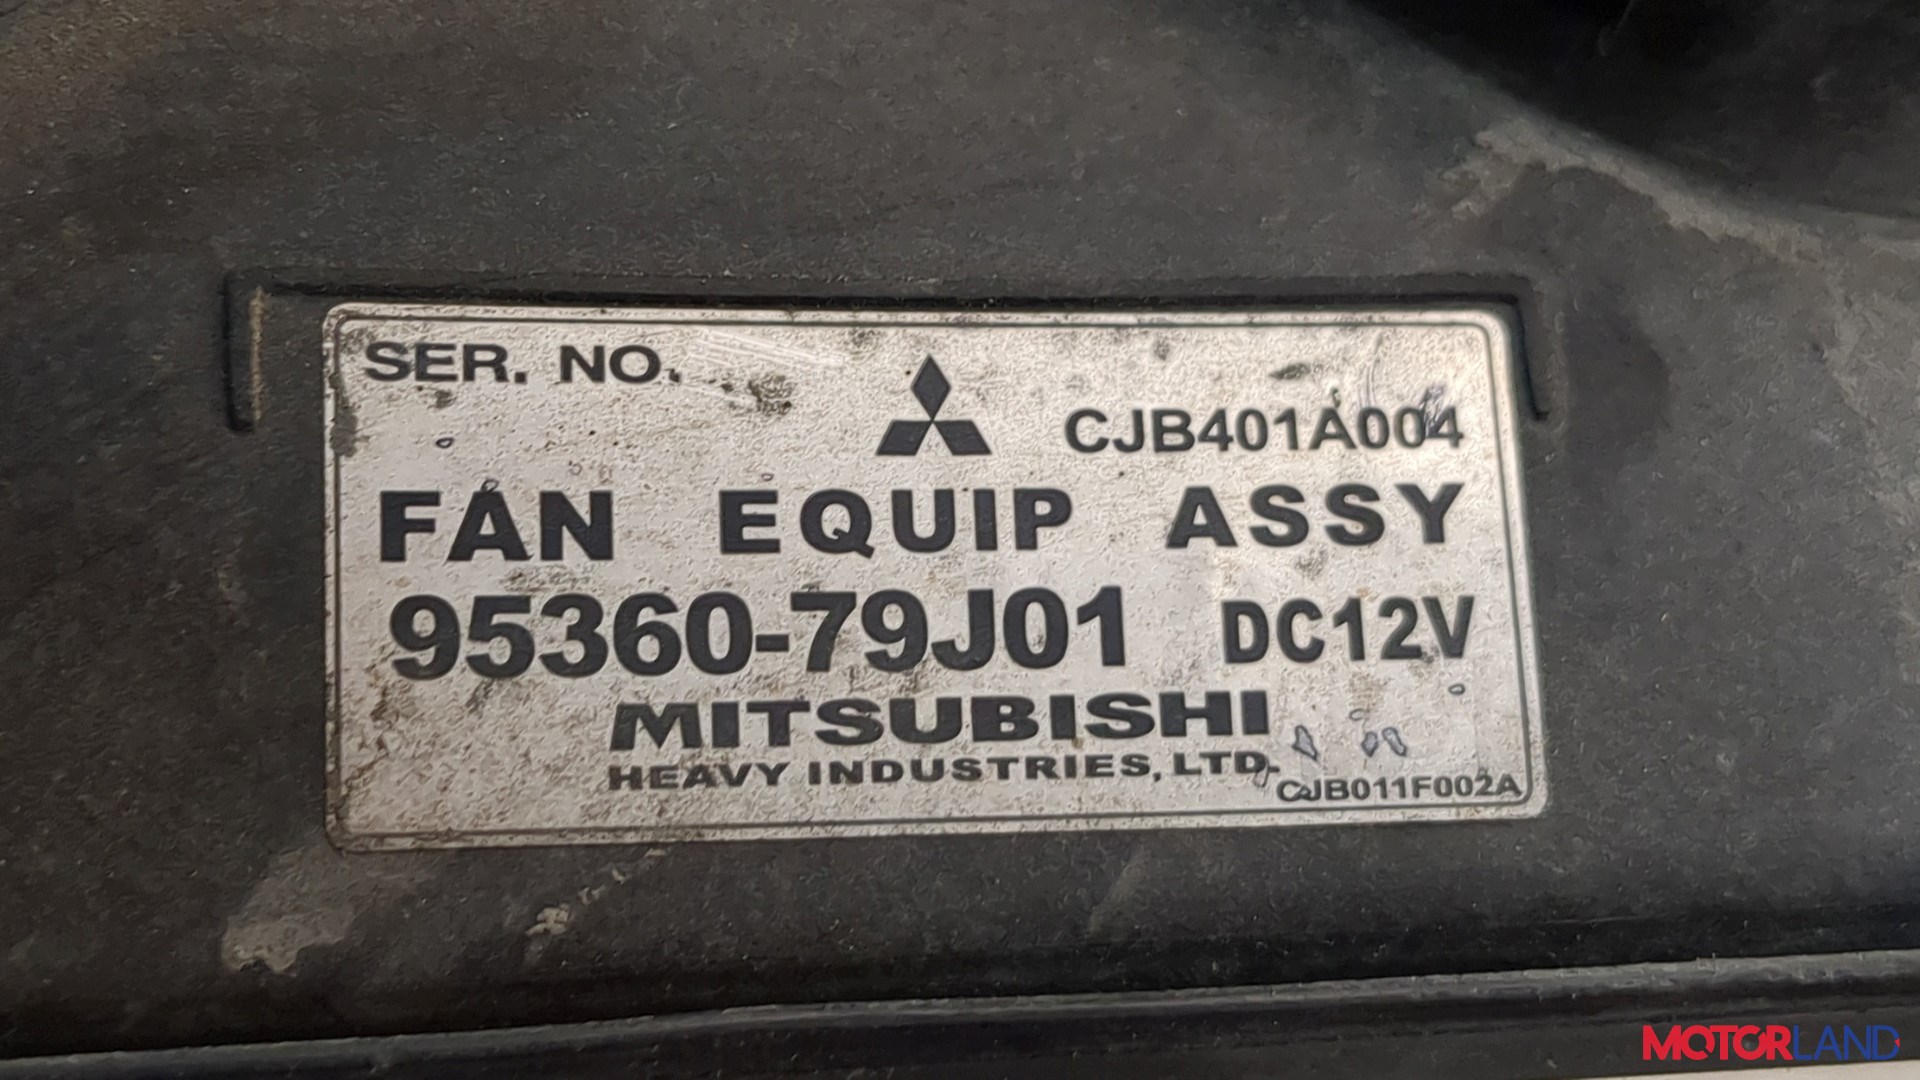 SER. NO.
CJB401A004
FAN EQUIP ASSY
95360-79J01 DC12V
MITSUBISHI
HEAVY INDUSTRIES, LTD.
CJB011F002A
MOTORLAND